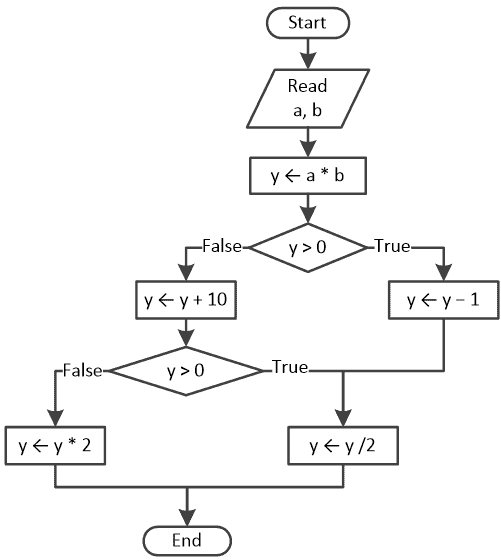 Start
Read
a, b
y ← a * b
False
y > 0
True
y ← y + 10
y ← y – 1
False
y > 0
True
y ← y * 2
y ← y /2
End